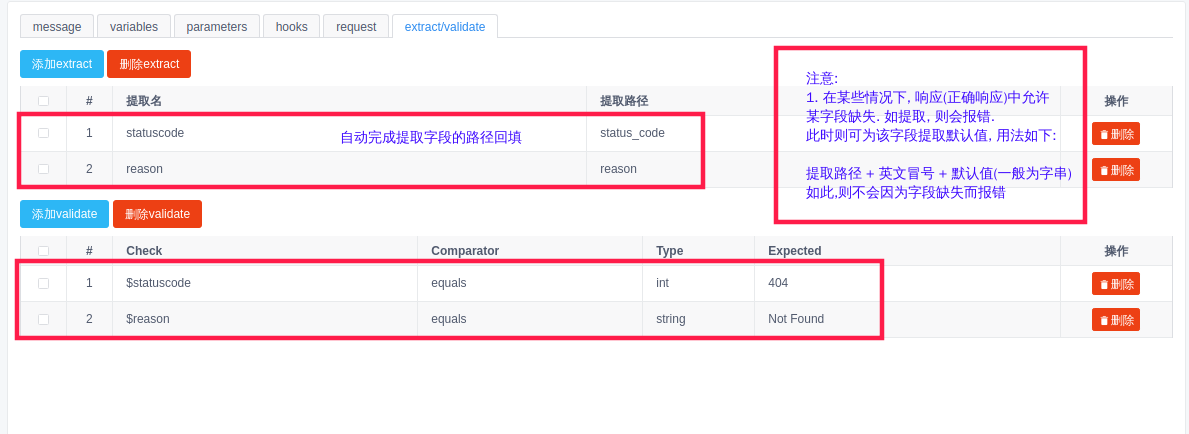 message variables parameters hooks request extract/validate
添加extract 删除extract
# 提取名 提取路径 操作
1 statuscode status_code 删除
自动完成提取字段的路径回填
2 reason reason 删除
注意:
1. 在某些情况下, 响应(正确响应)中允许
某字段缺失. 如提取, 则会报错.
此时则可为该字段提取默认值, 用法如下:
提取路径 + 英文冒号 + 默认值(一般为字串)
如此,则不会因为字段缺失而报错
添加validate 删除validate
# Check Comparator Type Expected 操作
1 $statuscode equals int 404 删除
2 $reason equals string Not Found 删除